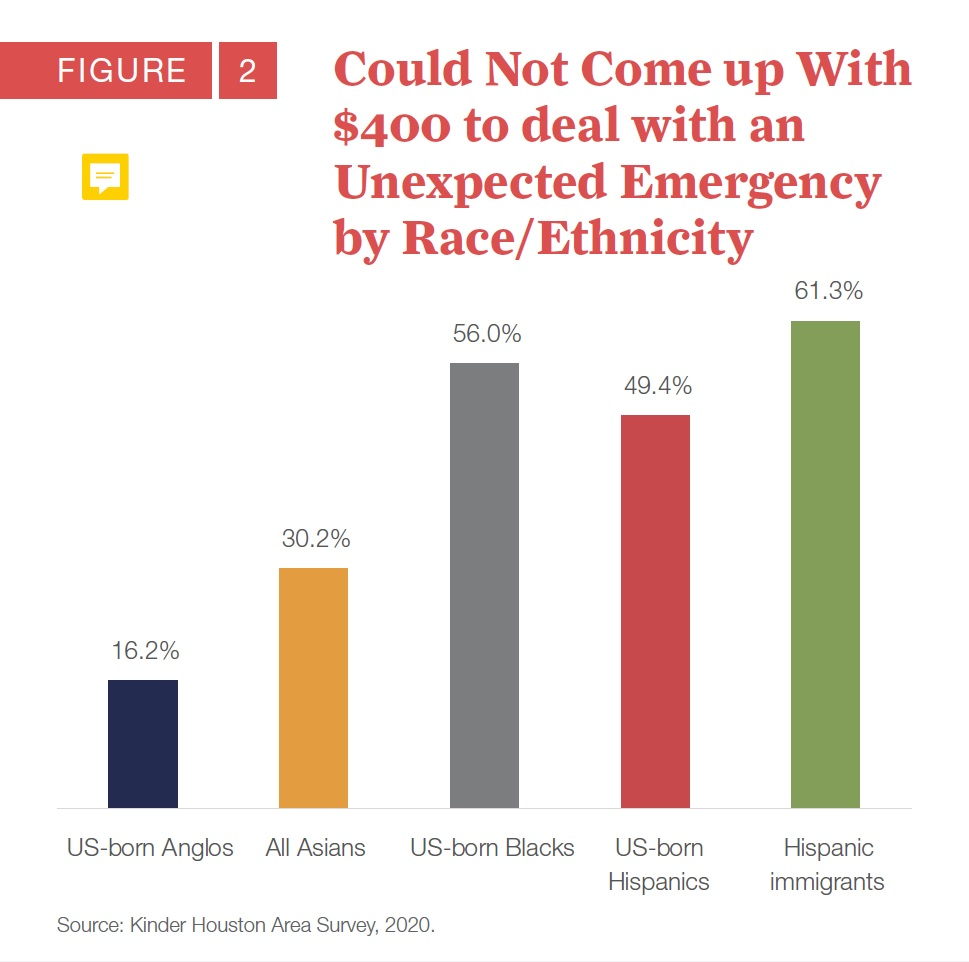 FIGURE 2
Could Not Come up With
$400 to deal with an
Unexpected Emergency
by Race/Ethnicity
16.2%
30.2%
56.0%
49.4%
61.3%
US-born Anglos
All Asians
US-born Blacks
US-born
Hispanics
Hispanic
immigrants
Source: Kinder Houston Area Survey, 2020.